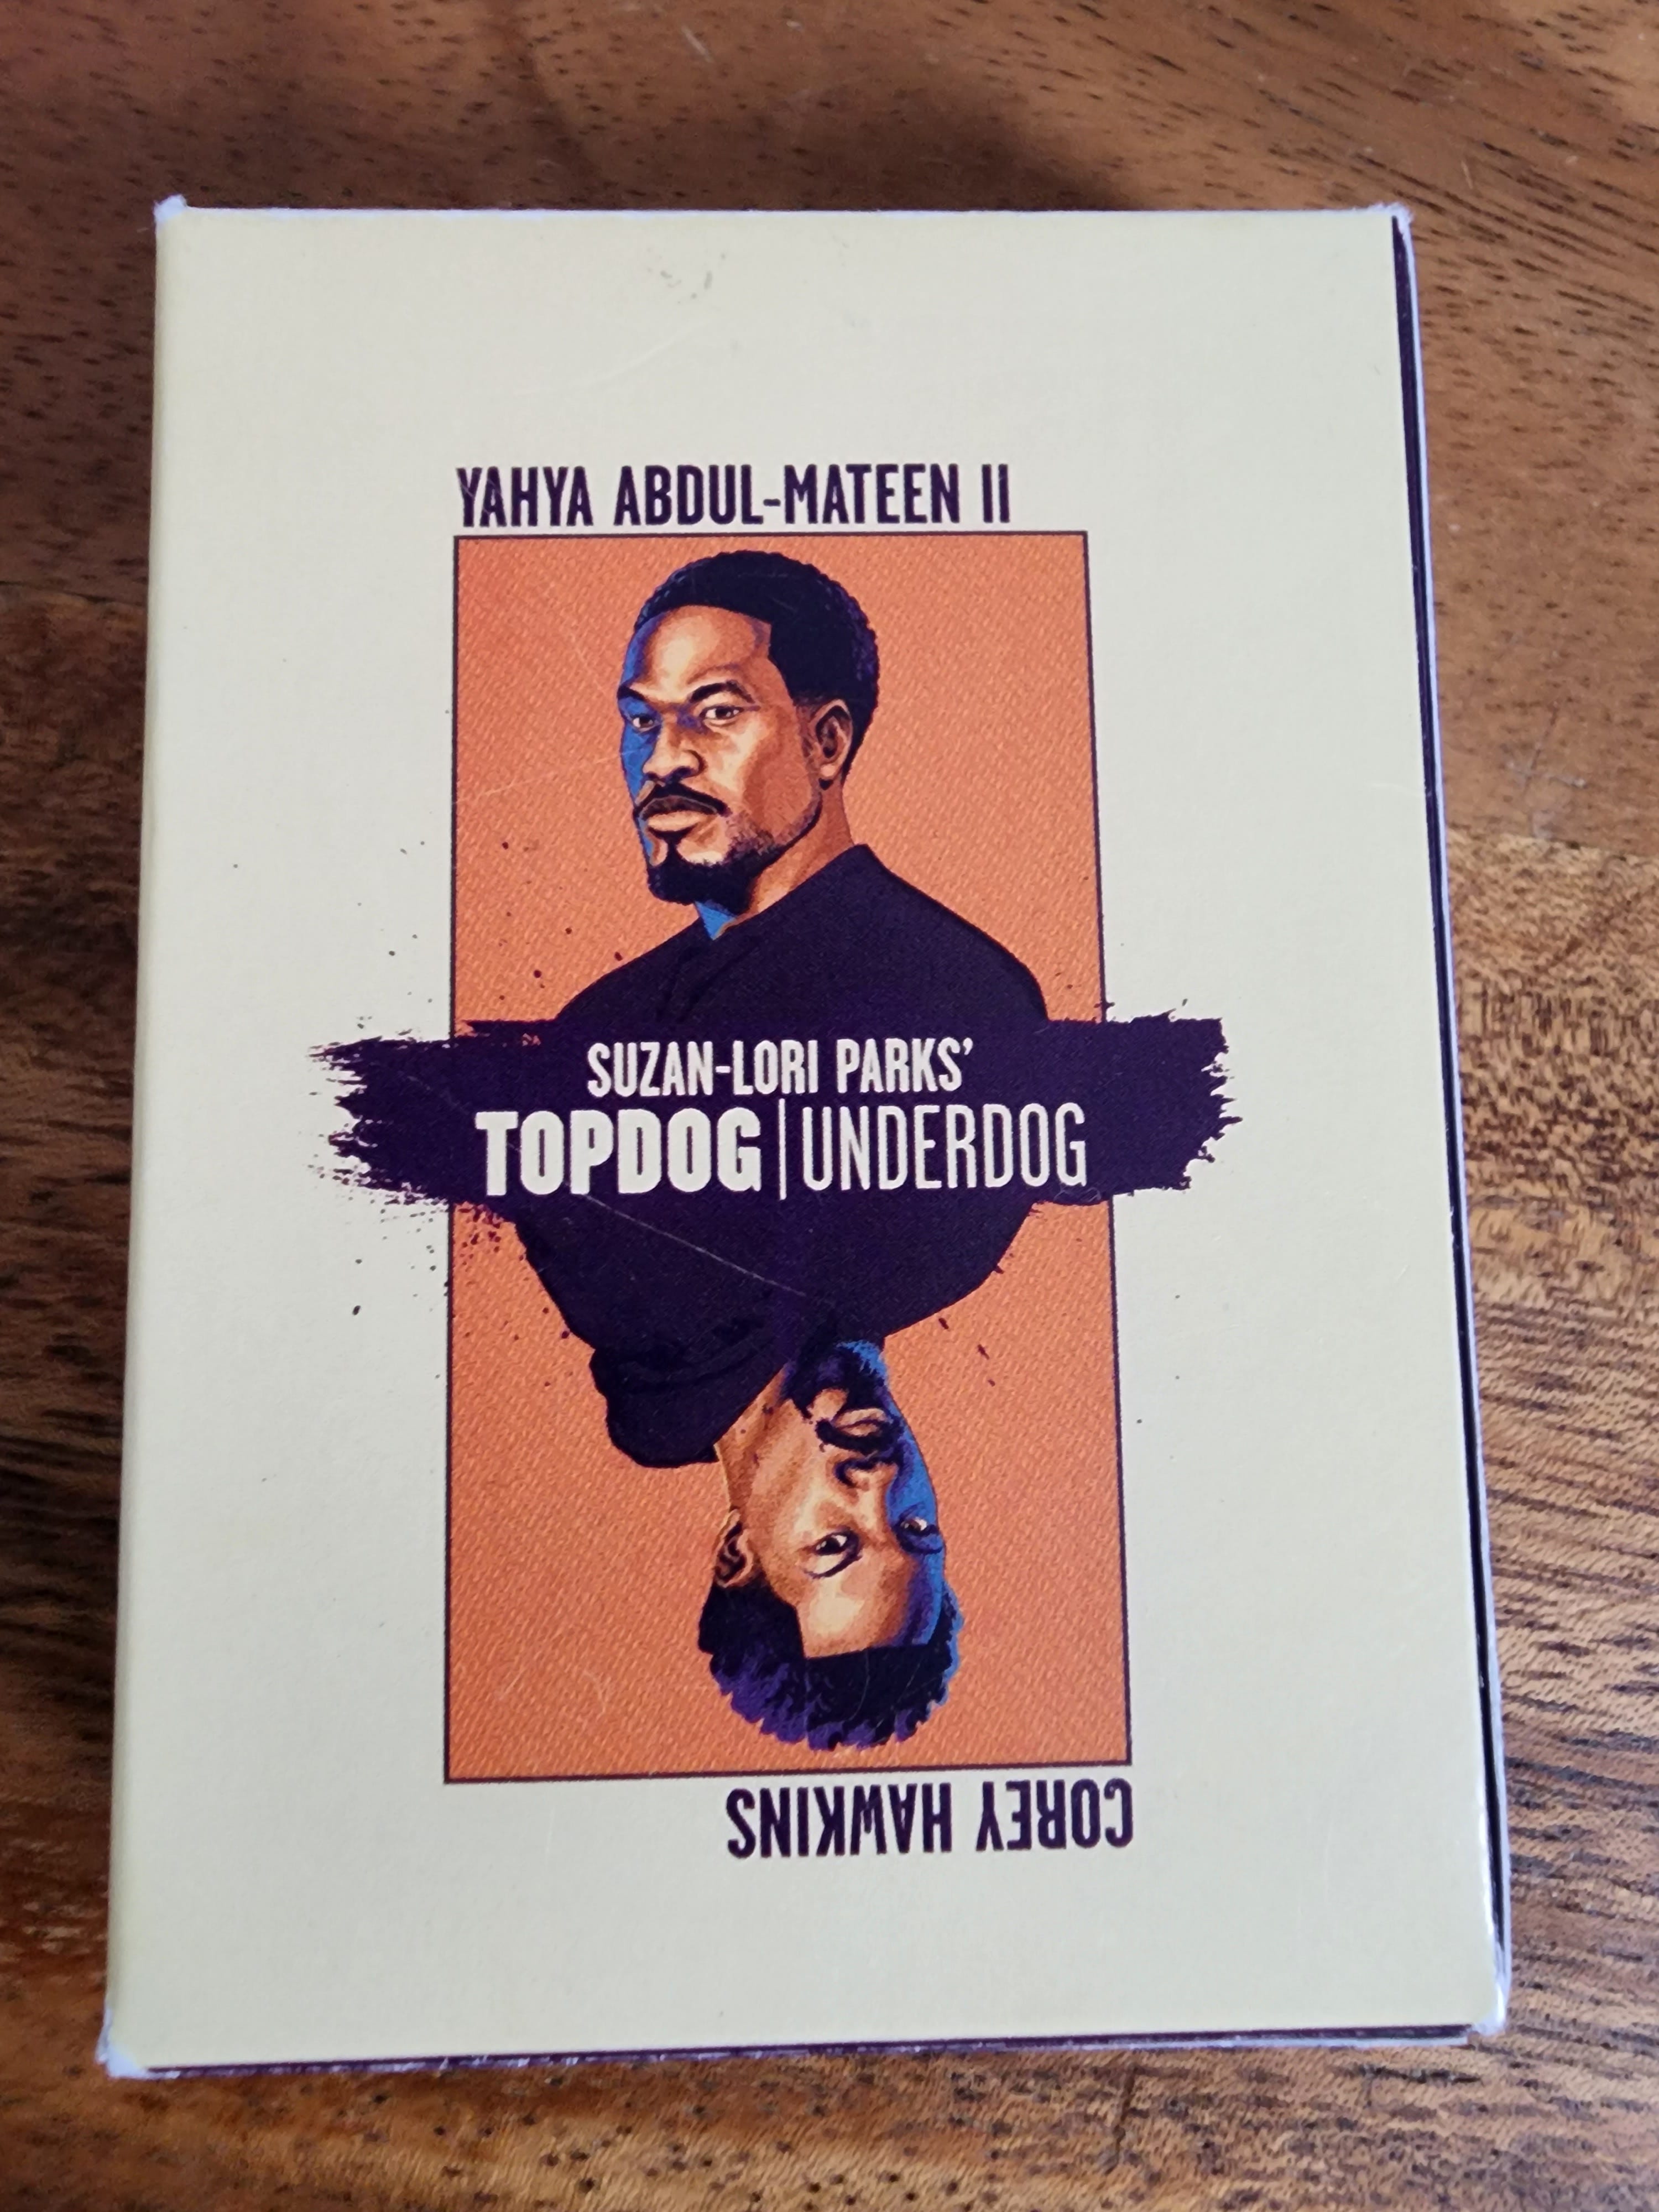 YAHYA ABDUL-MATEEN II
SUZAN-LORI PARKS'
TOPDOG|UNDERDOG
COREY HAWKINS